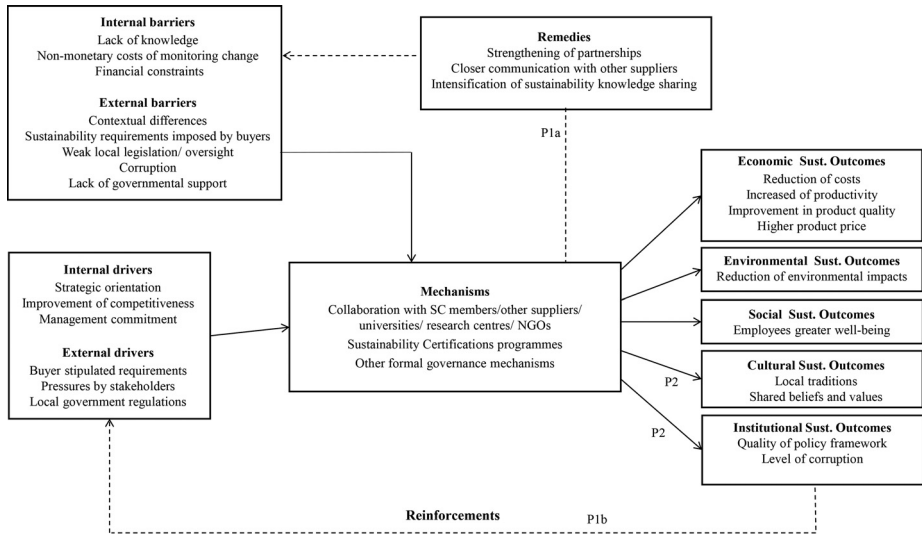 Internal barriers
Lack of knowledge
Non-monetary costs of monitoring change
Financial constraints
External barriers
Contextual differences
Sustainability requirements imposed by buyers
Weak local legislation/ oversight
Corruption
Lack of governmental support
Remedies
Strengthening of partnerships
Closer communication with other suppliers
Intensification of sustainability knowledge sharing
P1a
Economic Sust. Outcomes
Reduction of costs
Increased of productivity
Improvement in product quality
Higher product price
Internal drivers
Strategic orientation
Improvement of competitiveness
Management commitment
External drivers
Buyer stipulated requirements
Pressures by stakeholders
Local government regulations
Mechanisms
Collaboration with SC members/other suppliers/
universities/ research centres/ NGOs
Sustainability Certifications programmes
Other formal governance mechanisms
Environmental Sust. Outcomes
Reduction of environmental impacts
Social Sust. Outcomes
Employees greater well-being
P2
Cultural Sust. Outcomes
Local traditions
Shared beliefs and values
P2
Institutional Sust. Outcomes
Quality of policy framework
Level of corruption
Reinforcements
P1b